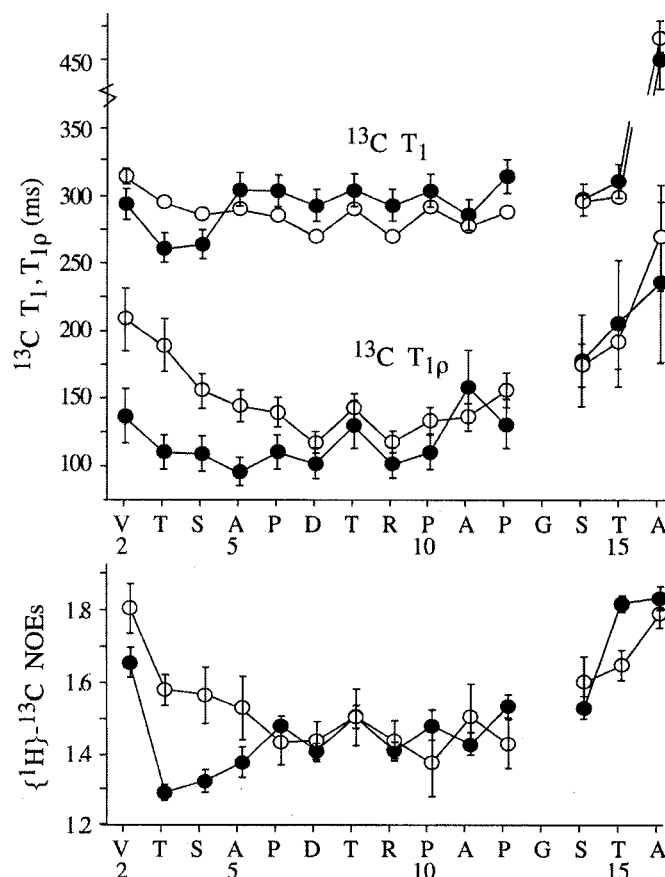 450
350
300
250
200
150
100
¹³C T₁, T₁ρ (ms)
¹³C T₁
¹³C T₁ρ
V T S A P D T R P A P G S T A
2 5 10 15
1.8
1.6
1.4
1.2
{¹H}-¹³C NOEs
V T S A P D T R P A P G S T A
2 5 10 15